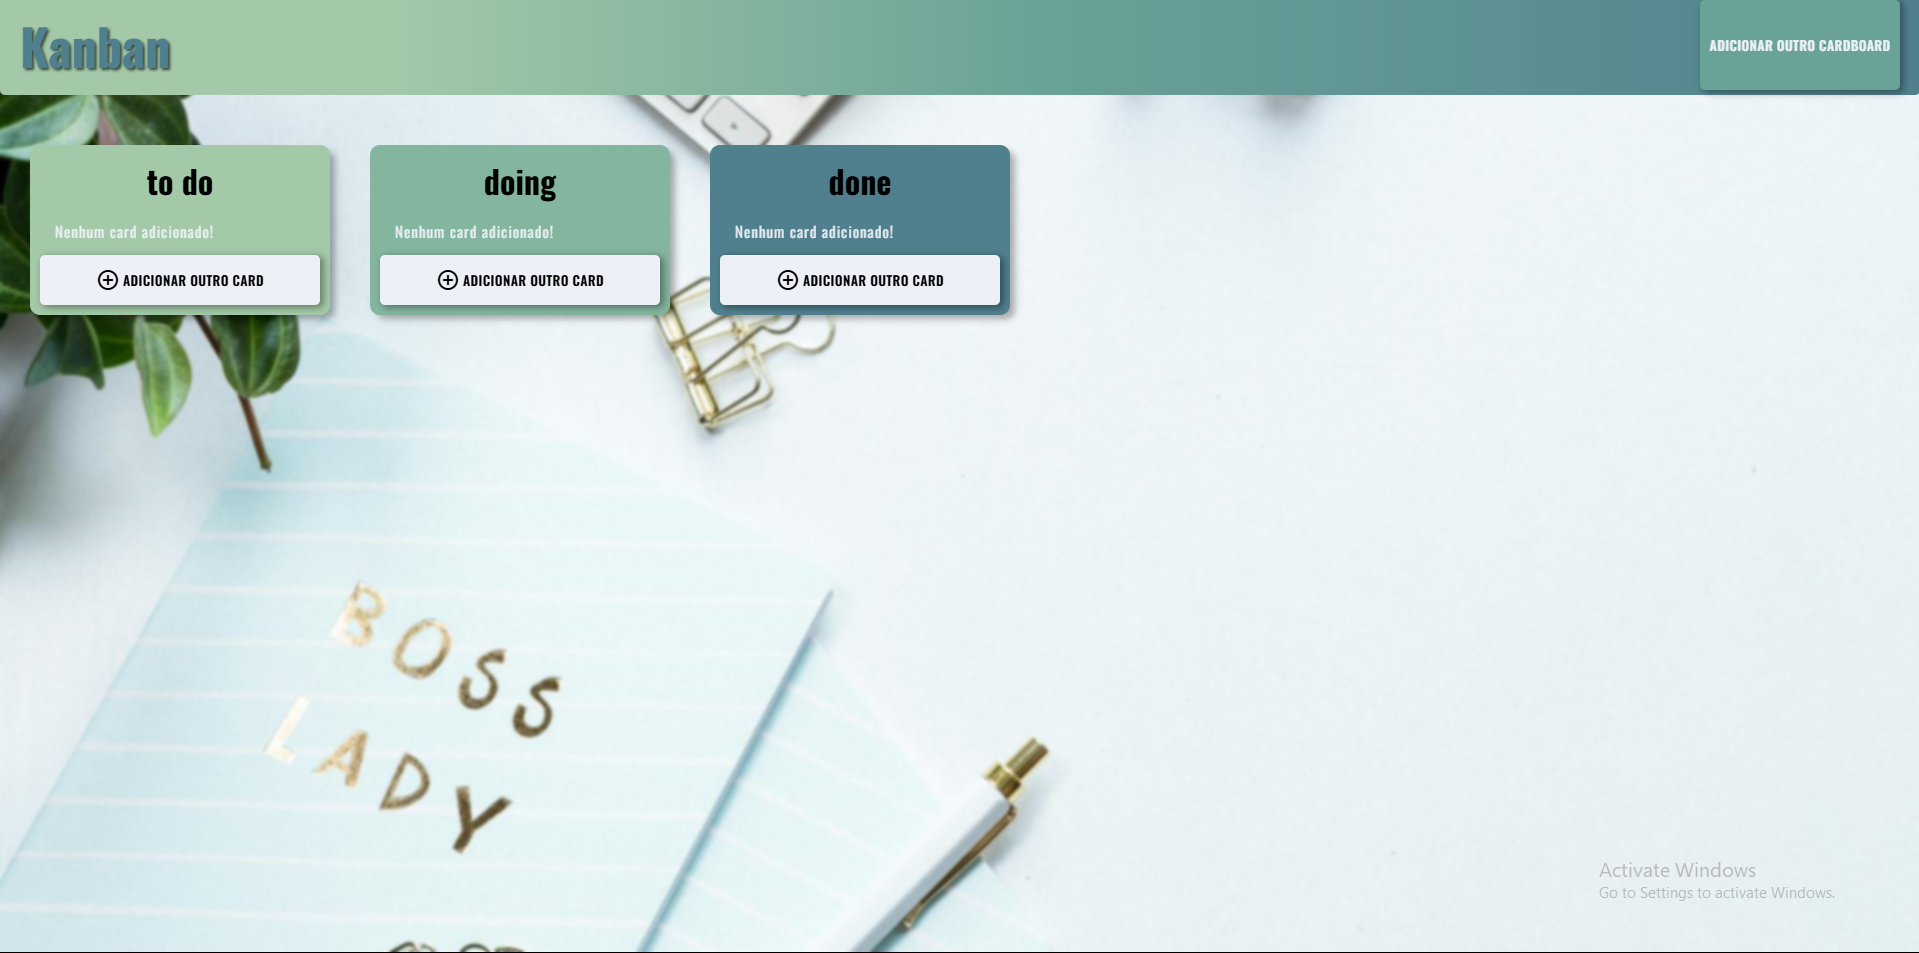 Kanban
ADICIONAR OUTRO CARDBOARD
to do
Nenhum card adicionado!
ADICIONAR OUTRO CARD
doing
Nenhum card adicionado!
ADICIONAR OUTRO CARD
done
Nenhum card adicionado!
ADICIONAR OUTRO CARD
BOSS
LADY
Activate Windows
Go to Settings to activate Windows.